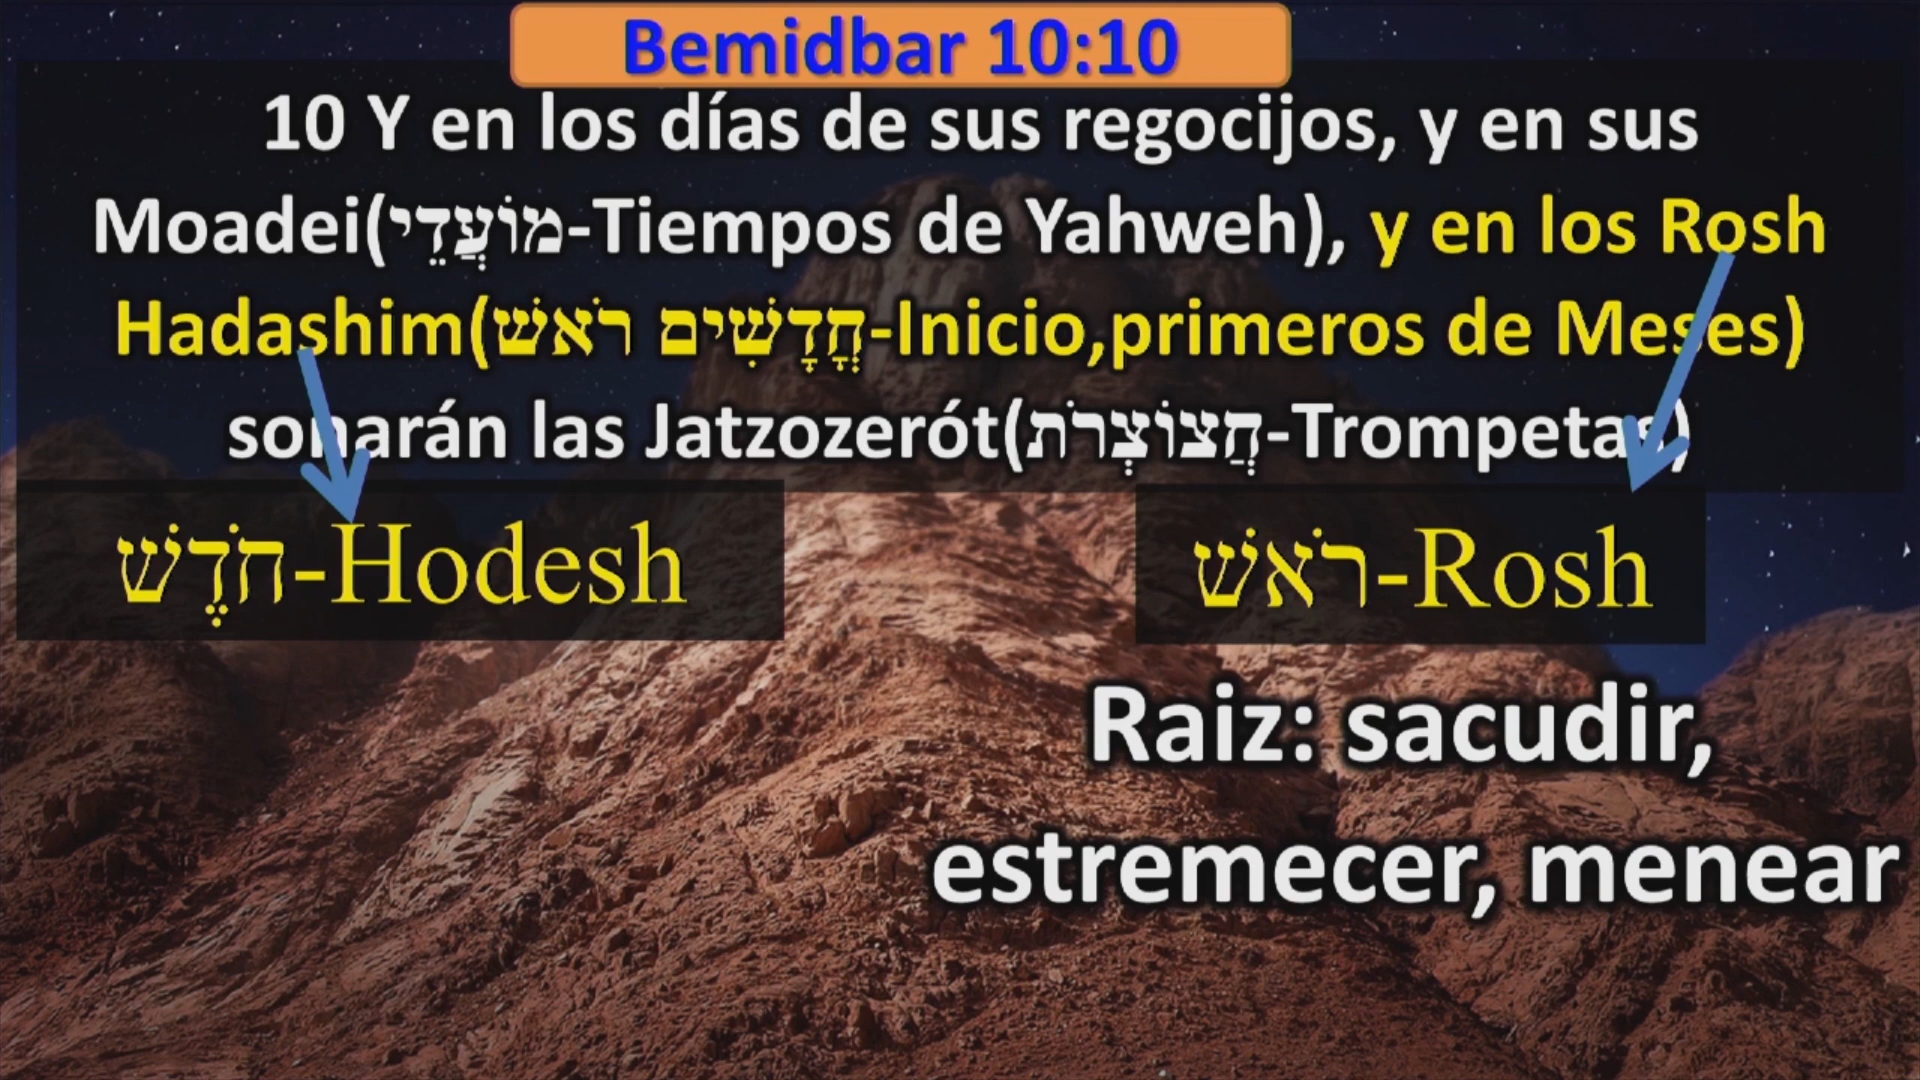 Bemidbar 10:10
10 Y en los días de sus regocijos, y en sus
Moadei(מוֹעֲדֵי-Tiempos de Yahweh), y en los Rosh
Hadashim(חֳדָשִׁים רֹאשׁ-Inicio,primeros de Meses)
sonarán las Jatzozerót(חֲצוֹצְרֹת-Trompetas)
חֹדֶשׁ-Hodesh
רֹאשׁ-Rosh
Raiz: sacudir,
estremecer, menear